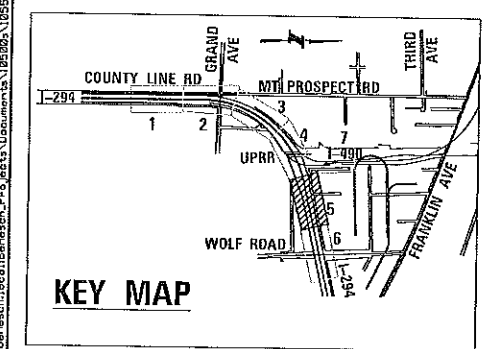 GRAND
AVE
N
THIRD
AVE
COUNTY LINE RD
MT PROSPECT RD
I-294
1
2
3
4
7
I-490
UPRR
5
WOLF ROAD
6
FRANKLIN AVE
I-294
KEY MAP